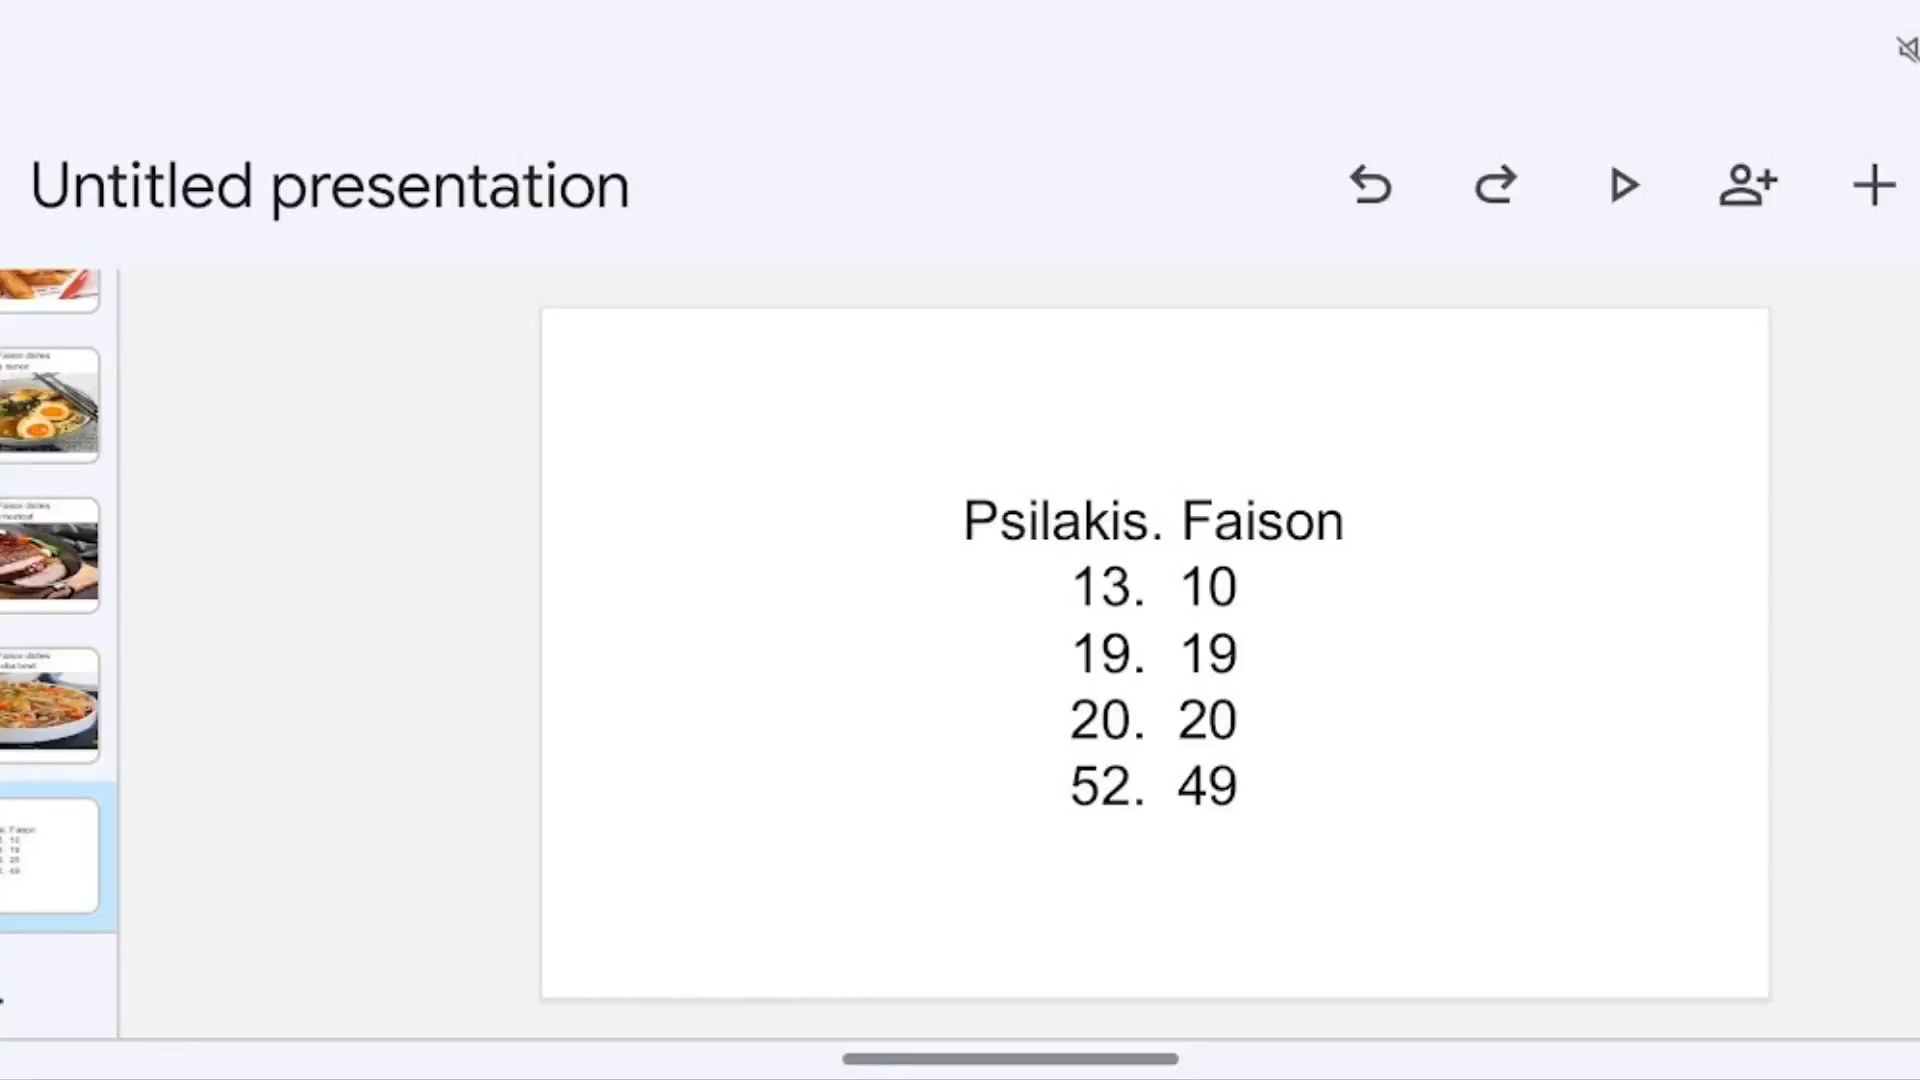 Untitled presentation
Psilakis. Faison
13. 10
19. 19
20. 20
52. 49